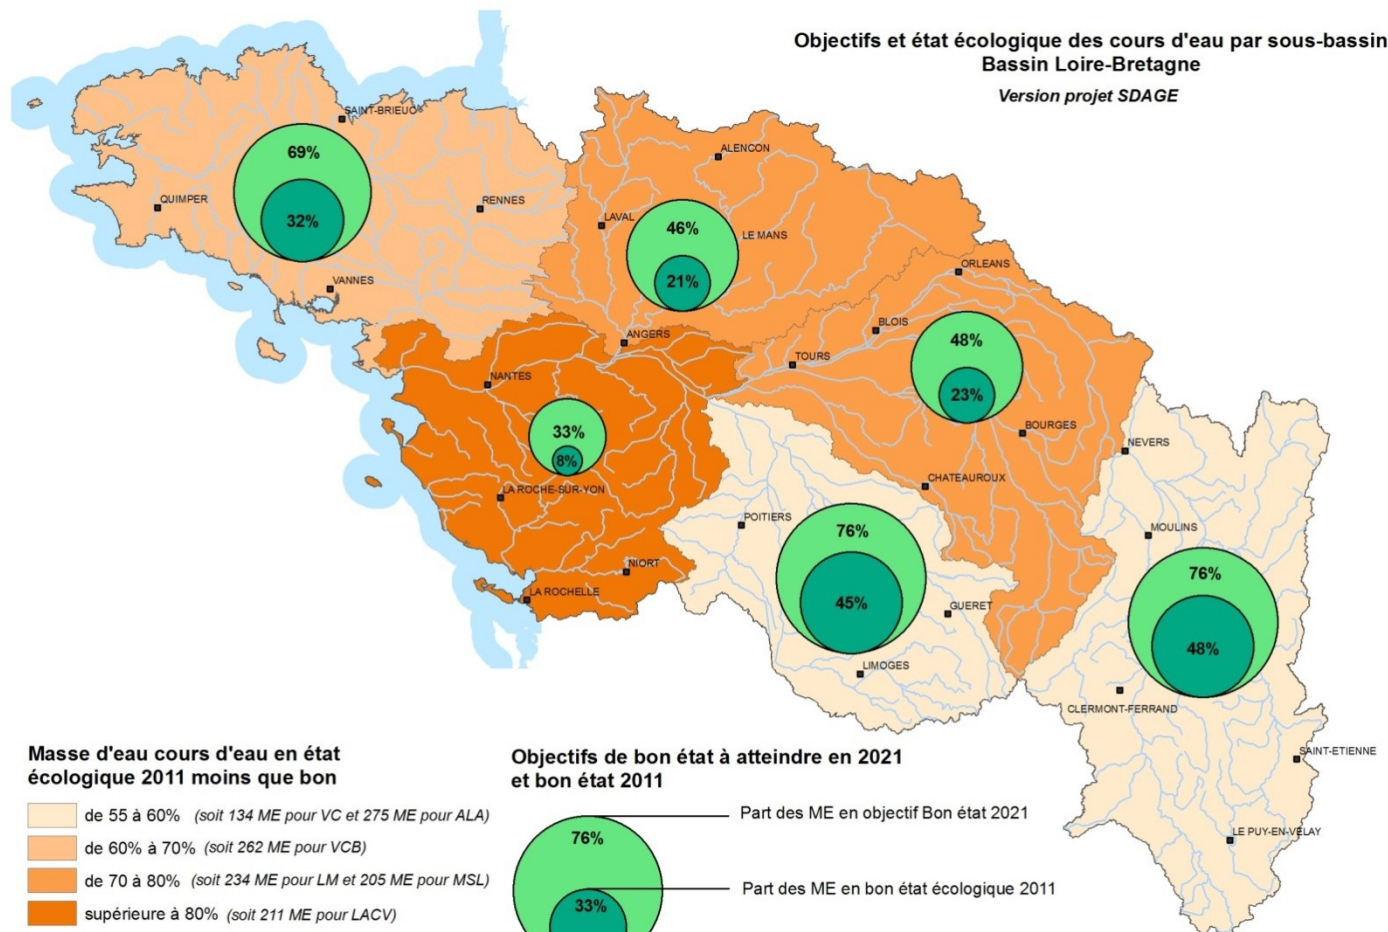 Objectifs et état écologique des cours d'eau par sous-bassin
Bassin Loire-Bretagne
Version projet SDAGE
SAINT-BRIEUC
69%
32%
QUIMPER
RENNES
VANNES
ALENCON
LAVAL
46%
LE MANS
21%
ORLEANS
BLOIS
ANGERS
TOURS
48%
23%
NANTES
33%
8%
BOURGES
NEVERS
LA ROCHE-SUR-YON
CHATEAUROUX
POITIERS
76%
45%
MOULINS
76%
48%
NIORT
LA ROCHELLE
GUERET
LIMOGES
CLERMONT-FERRAND
SAINT-ETIENNE
LE PUY-EN-VELAY
Masse d'eau cours d'eau en état
écologique 2011 moins que bon
de 55 à 60% (soit 134 ME pour VC et 275 ME pour ALA)
de 60% à 70% (soit 262 ME pour VCB)
de 70 à 80% (soit 234 ME pour LM et 205 ME pour MSL)
supérieure à 80% (soit 211 ME pour LACV)
Objectifs de bon état à atteindre en 2021
et bon état 2011
Part des ME en objectif Bon état 2021
76%
Part des ME en bon état écologique 2011
33%